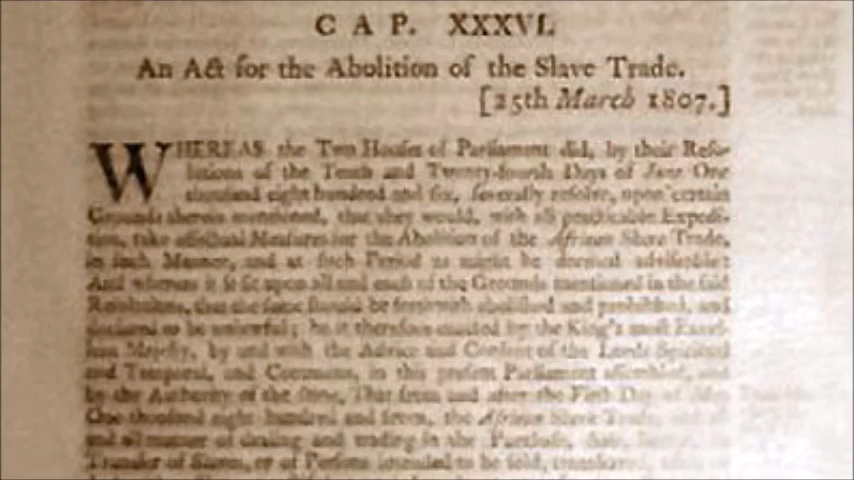 CAP. XXXVI.
An Act for the Abolition of the Slave Trade.
[25th March 1807.]
WHEREAS the Two Houses of Parliament did, by their Reso-
lutions of the Tenth and Twenty-fourth Days of June One
thousand eight hundred and six, severally resolve, upon certain
Grounds therein mentioned, that they would, with all practicable Expedi-
tion, take effectual Measures for the Abolition of the African Slave Trade,
in such Manner, and at such Period as might be deemed adviseable:
And whereas it is fit upon all and each of the Grounds mentioned in the said
Resolutions, that the same should be forthwith abolished and prohibited, and
declared to be unlawful; be it therefore enacted by the King's most Excel-
lent Majesty, by and with the Advice and Consent of the Lords Spiritual
and Temporal, and Commons, in this present Parliament assembled, and
by the Authority of the same, That from and after the First Day of May
One thousand eight hundred and seven, the African Slave Trade, and all
and all manner of dealing and trading in the Purchase, Sale,
Transfer of Slaves, or of Persons intended to be sold, transferred,